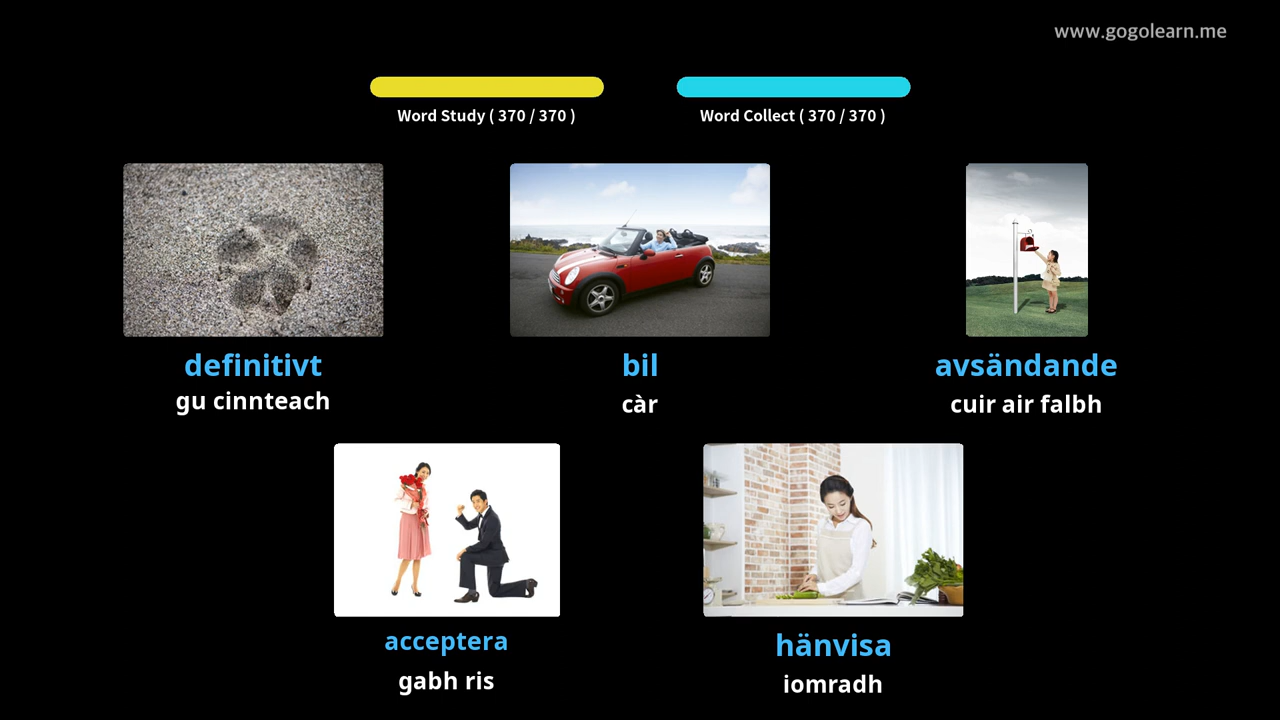 www.gogolearn.me
Word Study ( 370 / 370 )
Word Collect ( 370 / 370 )
definitivt
gu cinnteach
bil
càr
avsändande
cuir air falbh
acceptera
gabh ris
hänvisa
iomradh